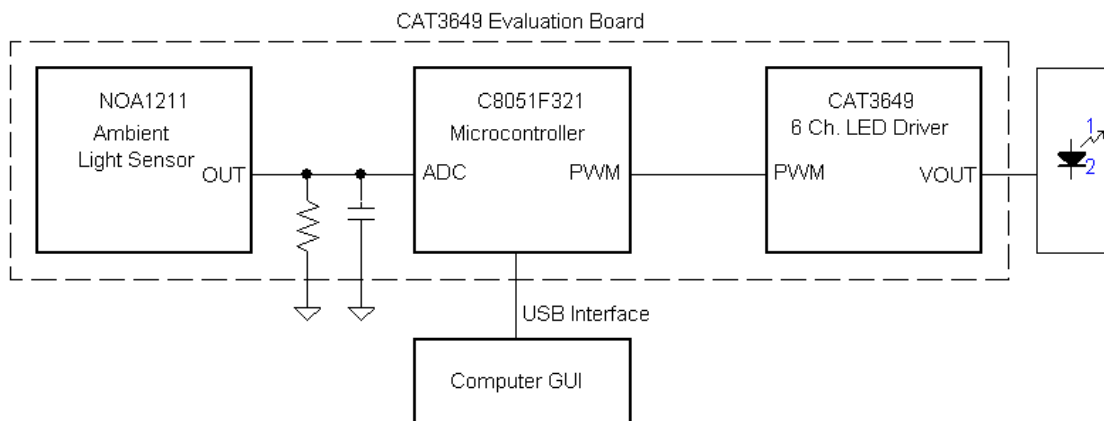 CAT3649 Evaluation Board
NOA1211
Ambient
Light Sensor
OUT
C8051F321
Microcontroller
ADC
PWM
CAT3649
6 Ch. LED Driver
PWM
VOUT
1
2
USB Interface
Computer GUI